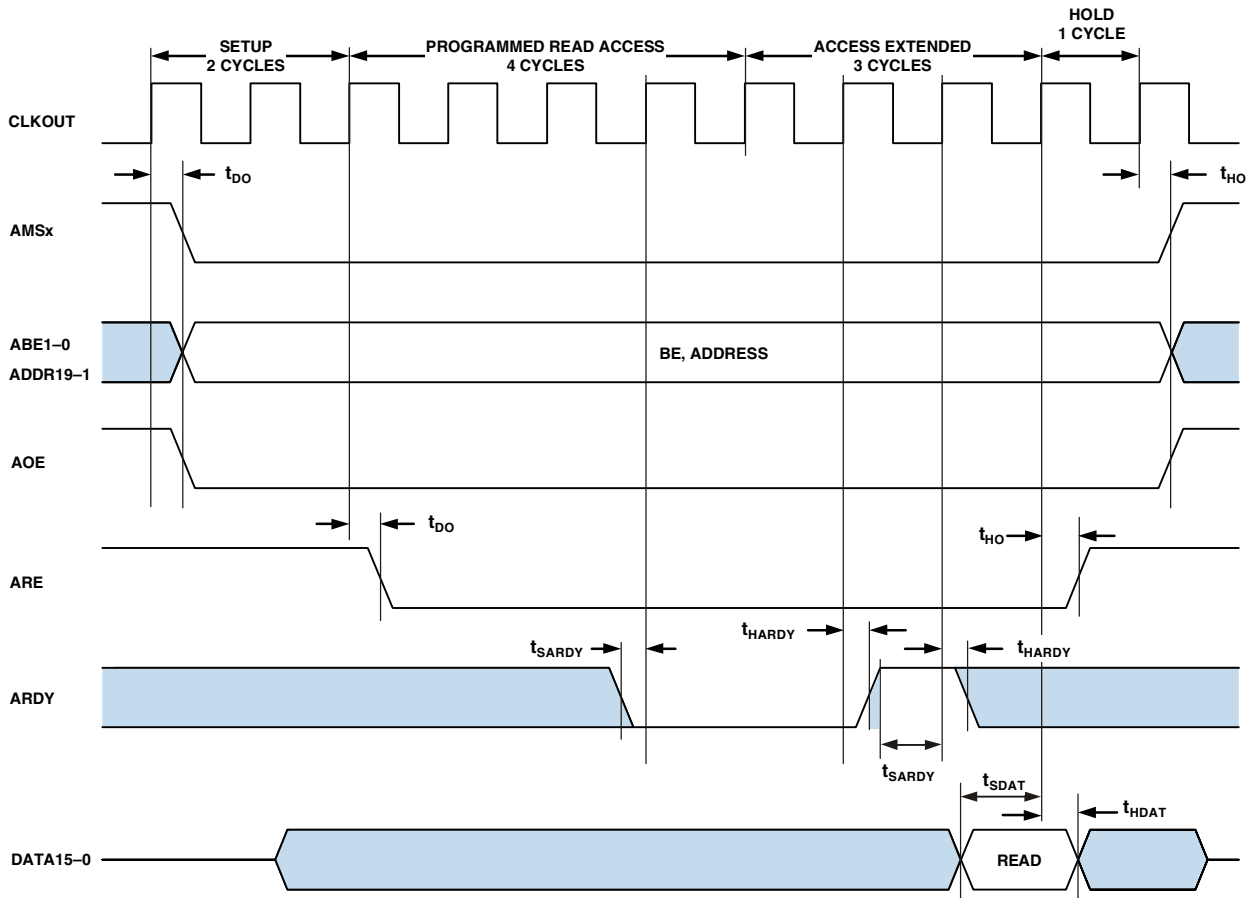 HOLD
1 CYCLE
SETUP
2 CYCLES
PROGRAMMED READ ACCESS
4 CYCLES
ACCESS EXTENDED
3 CYCLES
CLKOUT
tDO
tHO
AMSx
ABE1–0
ADDR19–1
BE, ADDRESS
AOE
tDO
tHO
ARE
tSARDY
tHARDY
tHARDY
ARDY
tSARDY
tSDAT
tHDAT
DATA15–0
READ